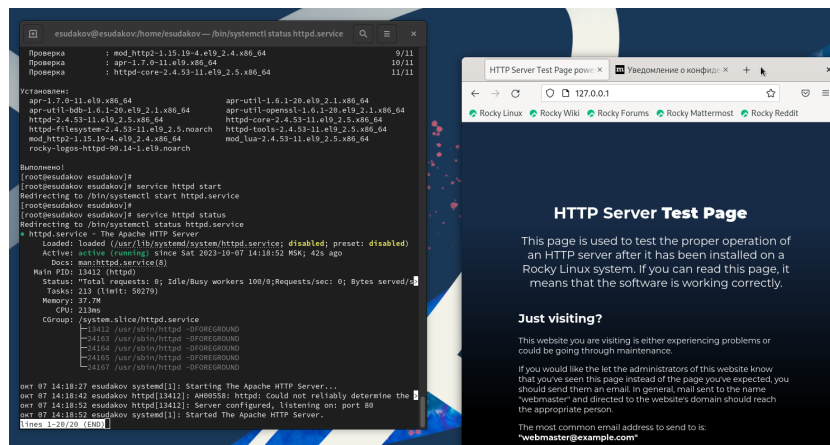 esudakov@esudakov:/home/esudakov — /bin/systemctl status httpd.service
Проверка : mod_http2-1.15.19-4.el9_2.4.x86_64 9/11
Проверка : apr-1.7.0-11.el9.x86_64 10/11
Проверка : httpd-core-2.4.53-11.el9_2.5.x86_64 11/11
Установлен:
apr-1.7.0-11.el9.x86_64 apr-util-1.6.1-20.el9_2.1.x86_64
apr-util-bdb-1.6.1-20.el9_2.1.x86_64 apr-util-openssl-1.6.1-20.el9_2.1.x86_64
httpd-2.4.53-11.el9_2.5.x86_64 httpd-core-2.4.53-11.el9_2.5.x86_64
httpd-filesystem-2.4.53-11.el9_2.5.noarch httpd-tools-2.4.53-11.el9_2.5.x86_64
mod_http2-1.15.19-4.el9_2.4.x86_64 mod_lua-2.4.53-11.el9_2.5.x86_64
rocky-logos-httpd-90.14-1.el9.noarch
Выполнено!
[root@esudakov esudakov]#
[root@esudakov esudakov]# service httpd start
Redirecting to /bin/systemctl start httpd.service
[root@esudakov esudakov]#
[root@esudakov esudakov]# service httpd status
Redirecting to /bin/systemctl status httpd.service
● httpd.service - The Apache HTTP Server
Loaded: loaded (/usr/lib/systemd/system/httpd.service; disabled; preset: disabled)
Active: active (running) since Sat 2023-10-07 14:18:52 MSK; 42s ago
Docs: man:httpd.service(8)
Main PID: 13412 (httpd)
Status: "Total requests: 0; Idle/Busy workers 100/0;Requests/sec: 0; Bytes served/s>
Tasks: 213 (limit: 50279)
Memory: 37.7M
CPU: 213ms
CGroup: /system.slice/httpd.service
├─13412 /usr/sbin/httpd -DFOREGROUND
├─24163 /usr/sbin/httpd -DFOREGROUND
├─24164 /usr/sbin/httpd -DFOREGROUND
├─24165 /usr/sbin/httpd -DFOREGROUND
└─24167 /usr/sbin/httpd -DFOREGROUND
окт 07 14:18:27 esudakov systemd[1]: Starting The Apache HTTP Server...
окт 07 14:18:42 esudakov httpd[13412]: AH00558: httpd: Could not reliably determine the >
окт 07 14:18:52 esudakov httpd[13412]: Server configured, listening on: port 80
окт 07 14:18:52 esudakov systemd[1]: Started The Apache HTTP Server.
lines 1-20/20 (END)
HTTP Server Test Page powe × Уведомление о конфиде ×
127.0.0.1
Rocky Linux Rocky Wiki Rocky Forums Rocky Mattermost Rocky Reddit
HTTP Server Test Page
This page is used to test the proper operation of
an HTTP server after it has been installed on a
Rocky Linux system. If you can read this page, it
means that the software is working correctly.
Just visiting?
This website you are visiting is either experiencing problems or
could be going through maintenance.
If you would like the let the administrators of this website know
that you've seen this page instead of the page you've expected, you
should send them an email. In general, mail sent to the name
"webmaster" and directed to the website's domain should reach
the appropriate person.
The most common email address to send to is:
"webmaster@example.com"